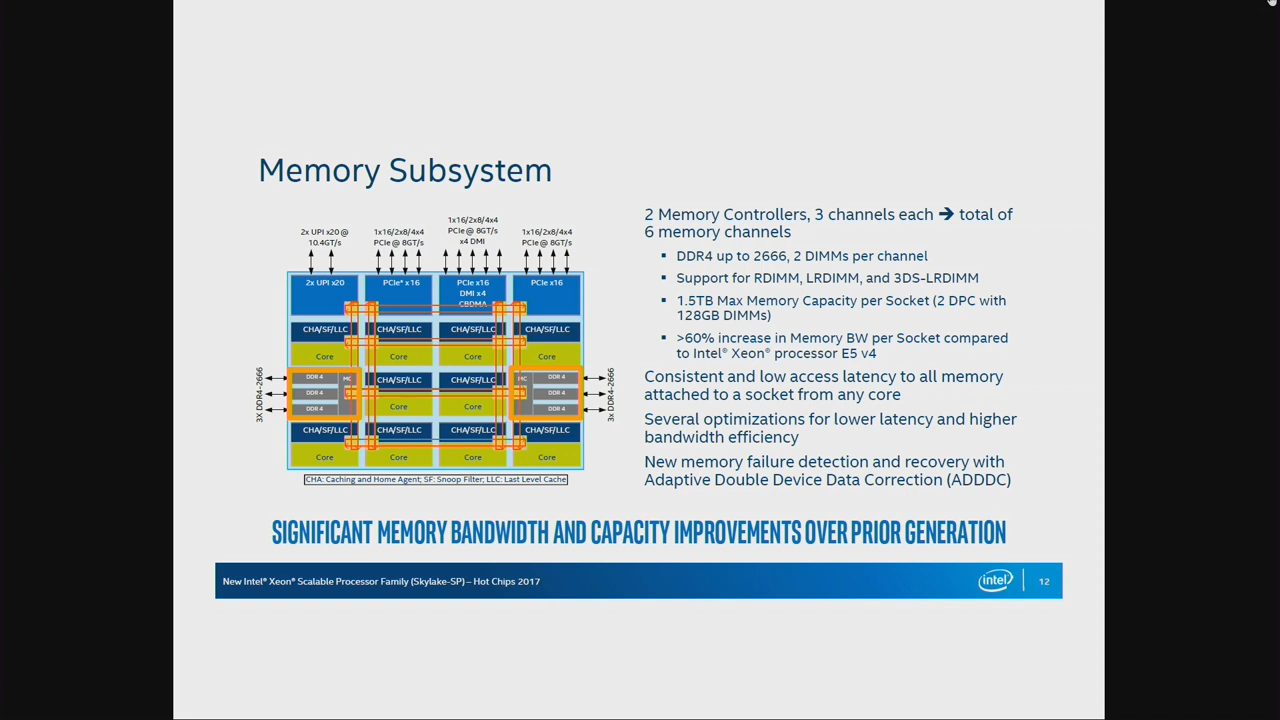 Memory Subsystem
2x UPI x20 @
10.4GT/s
1x16/2x8/4x4
PCIe @ 8GT/s
1x16/2x8/4x4
PCIe @ 8GT/s
x4 DMI
1x16/2x8/4x4
PCIe @ 8GT/s
2x UPI x20
PCIe* x16
PCIe x16
DMI x4
CBDMA
PCIe x16
CHA/SF/LLC
CHA/SF/LLC
CHA/SF/LLC
CHA/SF/LLC
Core
Core
Core
Core
3X DDR4-2666
DDR 4
DDR 4
DDR 4
MC
CHA/SF/LLC
CHA/SF/LLC
Core
Core
MC
DDR 4
DDR 4
DDR 4
3x DDR4-2666
CHA/SF/LLC
CHA/SF/LLC
CHA/SF/LLC
CHA/SF/LLC
Core
Core
Core
Core
CHA: Caching and Home Agent; SF: Snoop Filter; LLC: Last Level Cache
2 Memory Controllers, 3 channels each ➔ total of
6 memory channels
▪ DDR4 up to 2666, 2 DIMMs per channel
▪ Support for RDIMM, LRDIMM, and 3DS-LRDIMM
▪ 1.5TB Max Memory Capacity per Socket (2 DPC with
128GB DIMMs)
▪ >60% increase in Memory BW per Socket compared
to Intel® Xeon® processor E5 v4
Consistent and low access latency to all memory
attached to a socket from any core
Several optimizations for lower latency and higher
bandwidth efficiency
New memory failure detection and recovery with
Adaptive Double Device Data Correction (ADDDC)
SIGNIFICANT MEMORY BANDWIDTH AND CAPACITY IMPROVEMENTS OVER PRIOR GENERATION
New Intel® Xeon® Scalable Processor Family (Skylake-SP) – Hot Chips 2017
intel
12